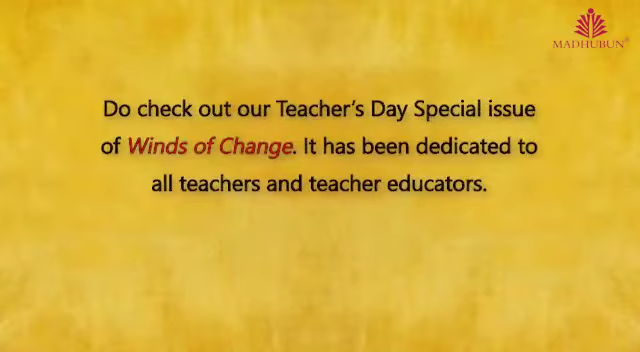 MADHUBUN®
Do check out our Teacher's Day Special issue
of Winds of Change. It has been dedicated to
all teachers and teacher educators.